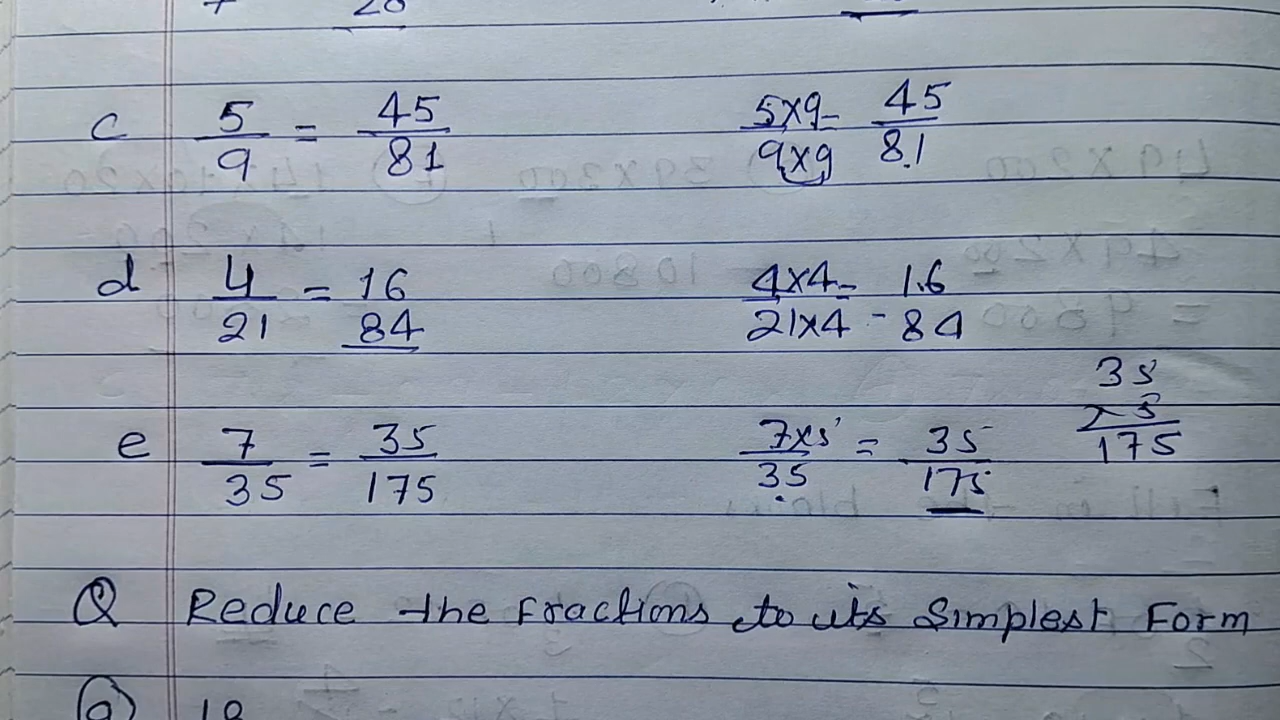 c 5/9 = 45/81 5x9/9x9 = 45/81
d 4/21 = 16/84 4x4/21x4 = 16/84
35
x5
175
e 7/35 = 35/175 7x5/35 = 35/175
Q Reduce the fractions to its Simplest Form
(a) 18